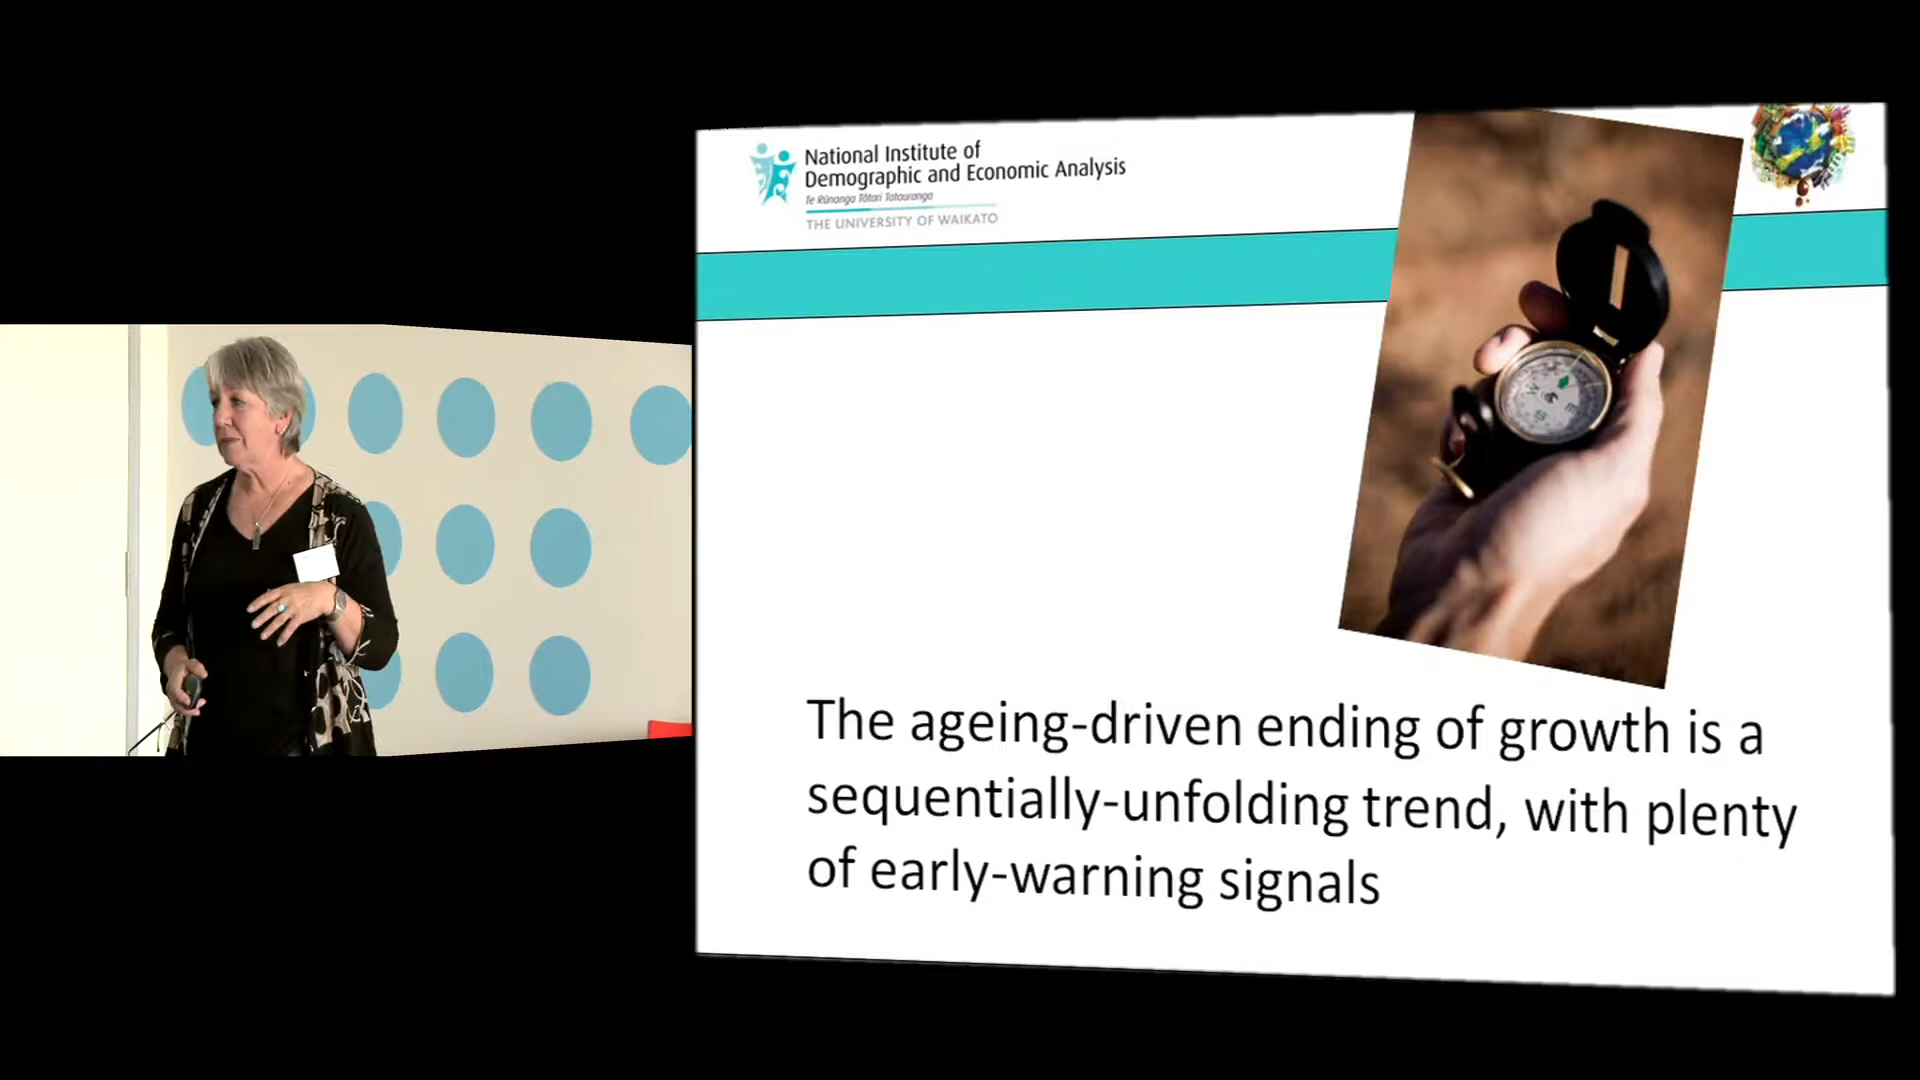 National Institute of
Demographic and Economic Analysis
Te Rūnanga Tātari Tatauranga
THE UNIVERSITY OF WAIKATO
The ageing-driven ending of growth is a
sequentially-unfolding trend, with plenty
of early-warning signals